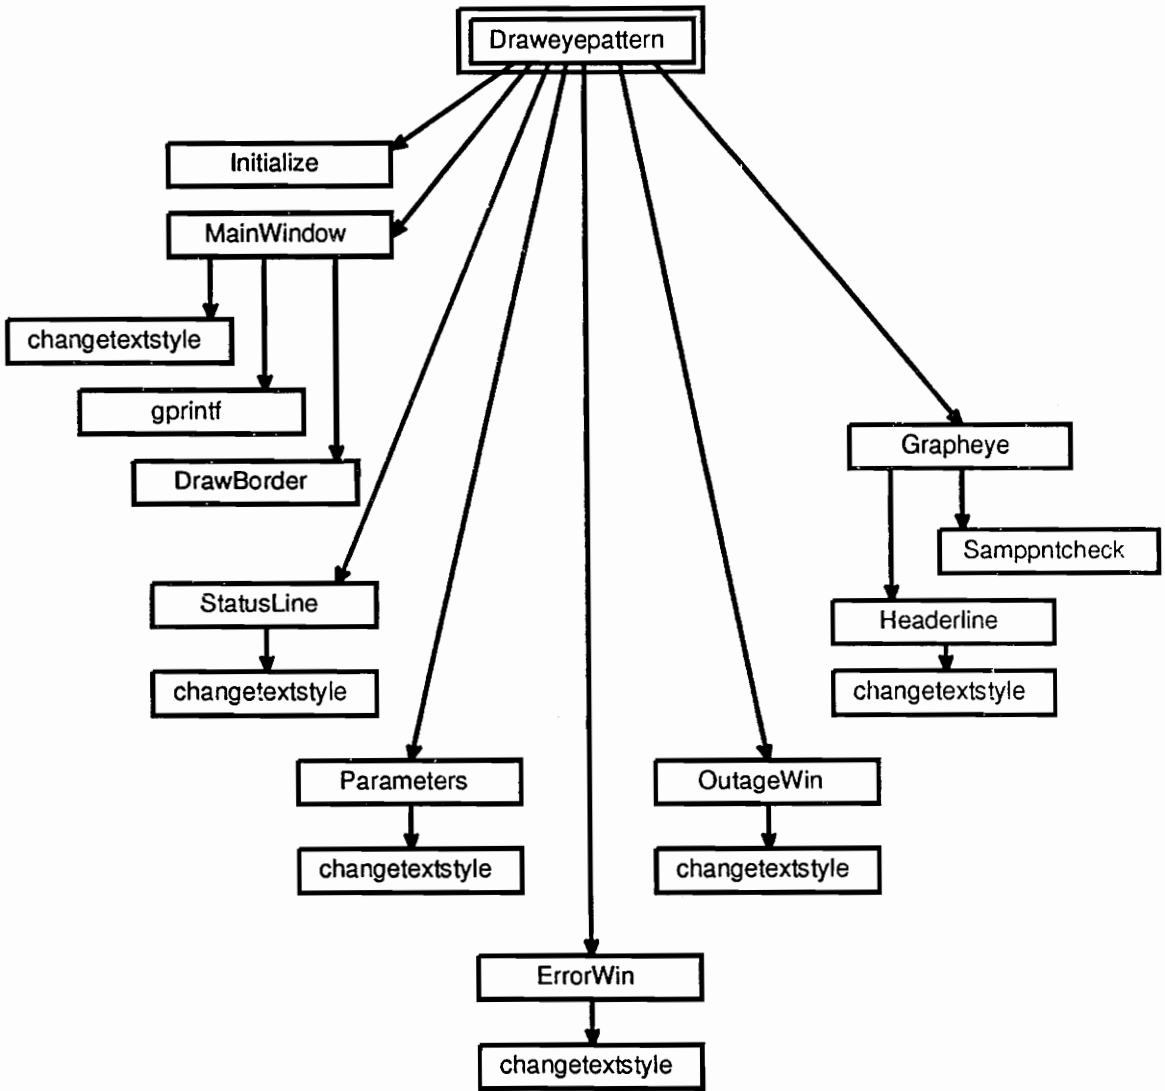 Draweyepattern
Initialize
MainWindow
changetextstyle
gprintf
DrawBorder
Grapheye
Samppntcheck
StatusLine
Headerline
changetextstyle
changetextstyle
Parameters
OutageWin
changetextstyle
changetextstyle
ErrorWin
changetextstyle